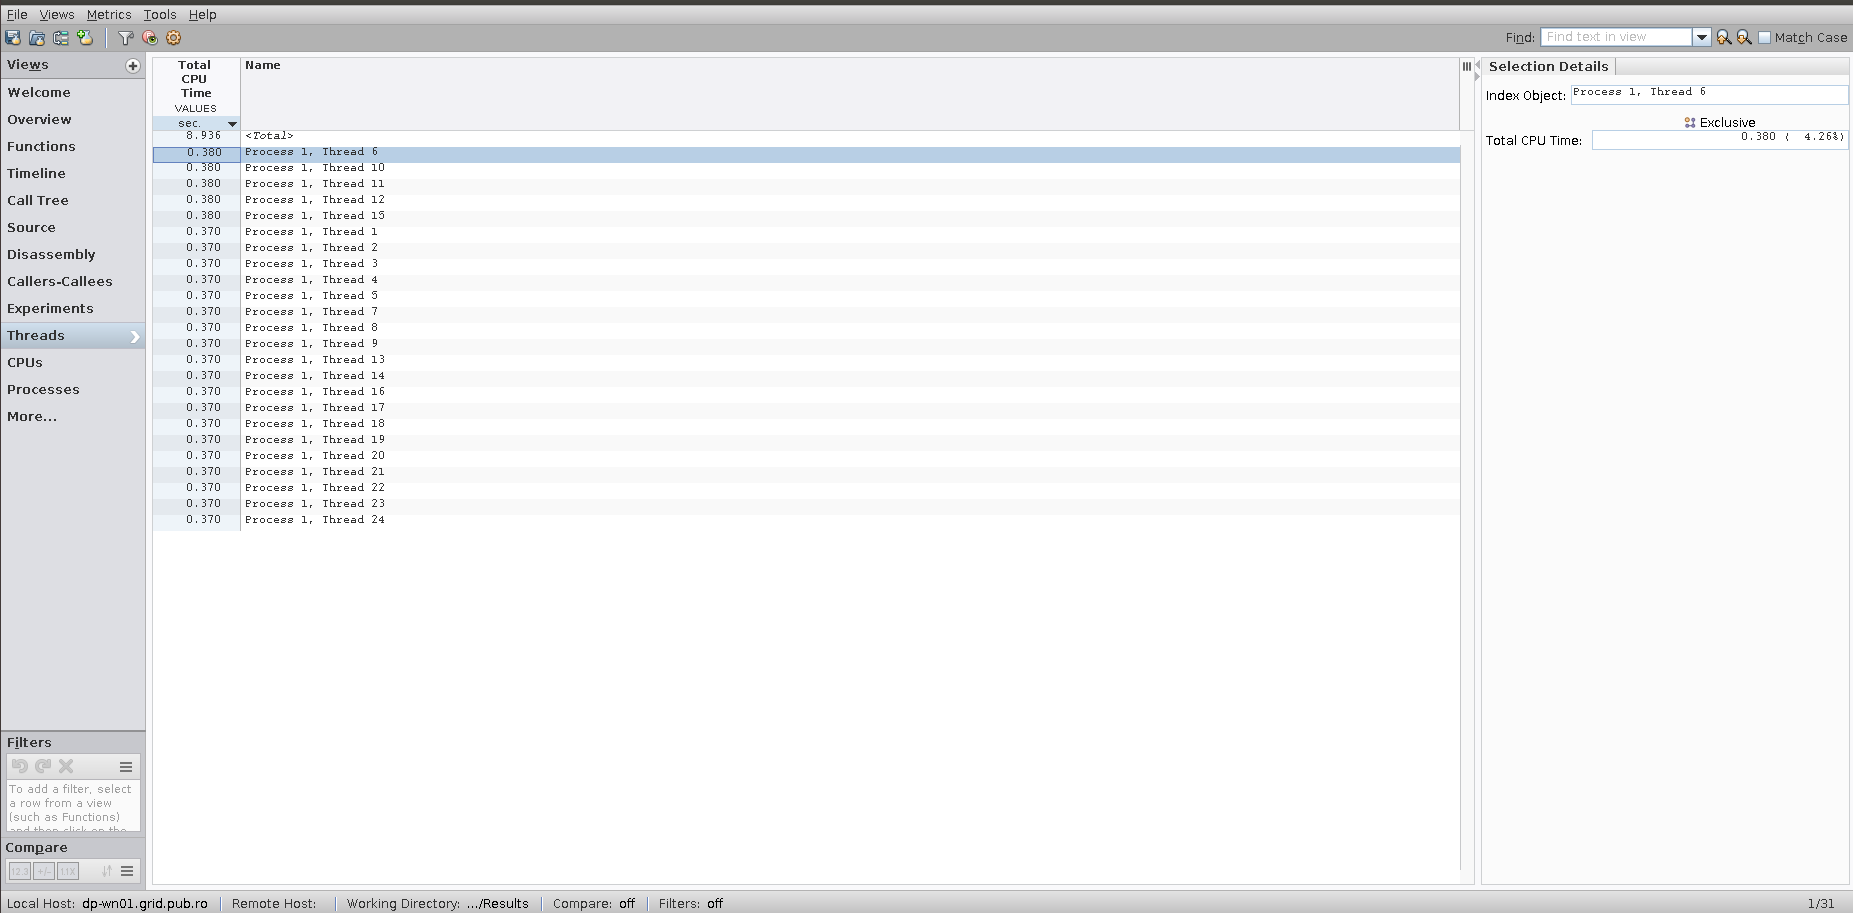 File Views Metrics Tools Help
Find: Find text in view Match Case
Views
Welcome
Overview
Functions
Timeline
Call Tree
Source
Disassembly
Callers-Callees
Experiments
Threads
CPUs
Processes
More...
Filters
To add a filter, select
a row from a view
(such as Functions)
and then click on the
Compare
12.3 +/- 1.1X
Total CPU Time Name
VALUES
sec.
8.936 <Total>
0.380 Process 1, Thread 6
0.380 Process 1, Thread 10
0.380 Process 1, Thread 11
0.380 Process 1, Thread 12
0.380 Process 1, Thread 15
0.370 Process 1, Thread 1
0.370 Process 1, Thread 2
0.370 Process 1, Thread 3
0.370 Process 1, Thread 4
0.370 Process 1, Thread 5
0.370 Process 1, Thread 7
0.370 Process 1, Thread 8
0.370 Process 1, Thread 9
0.370 Process 1, Thread 13
0.370 Process 1, Thread 14
0.370 Process 1, Thread 16
0.370 Process 1, Thread 17
0.370 Process 1, Thread 18
0.370 Process 1, Thread 19
0.370 Process 1, Thread 20
0.370 Process 1, Thread 21
0.370 Process 1, Thread 22
0.370 Process 1, Thread 23
0.370 Process 1, Thread 24
Selection Details
Index Object: Process 1, Thread 6
Exclusive
Total CPU Time: 0.380 ( 4.26%)
Local Host: dp-wn01.grid.pub.ro Remote Host: Working Directory: .../Results Compare: off Filters: off 1/31